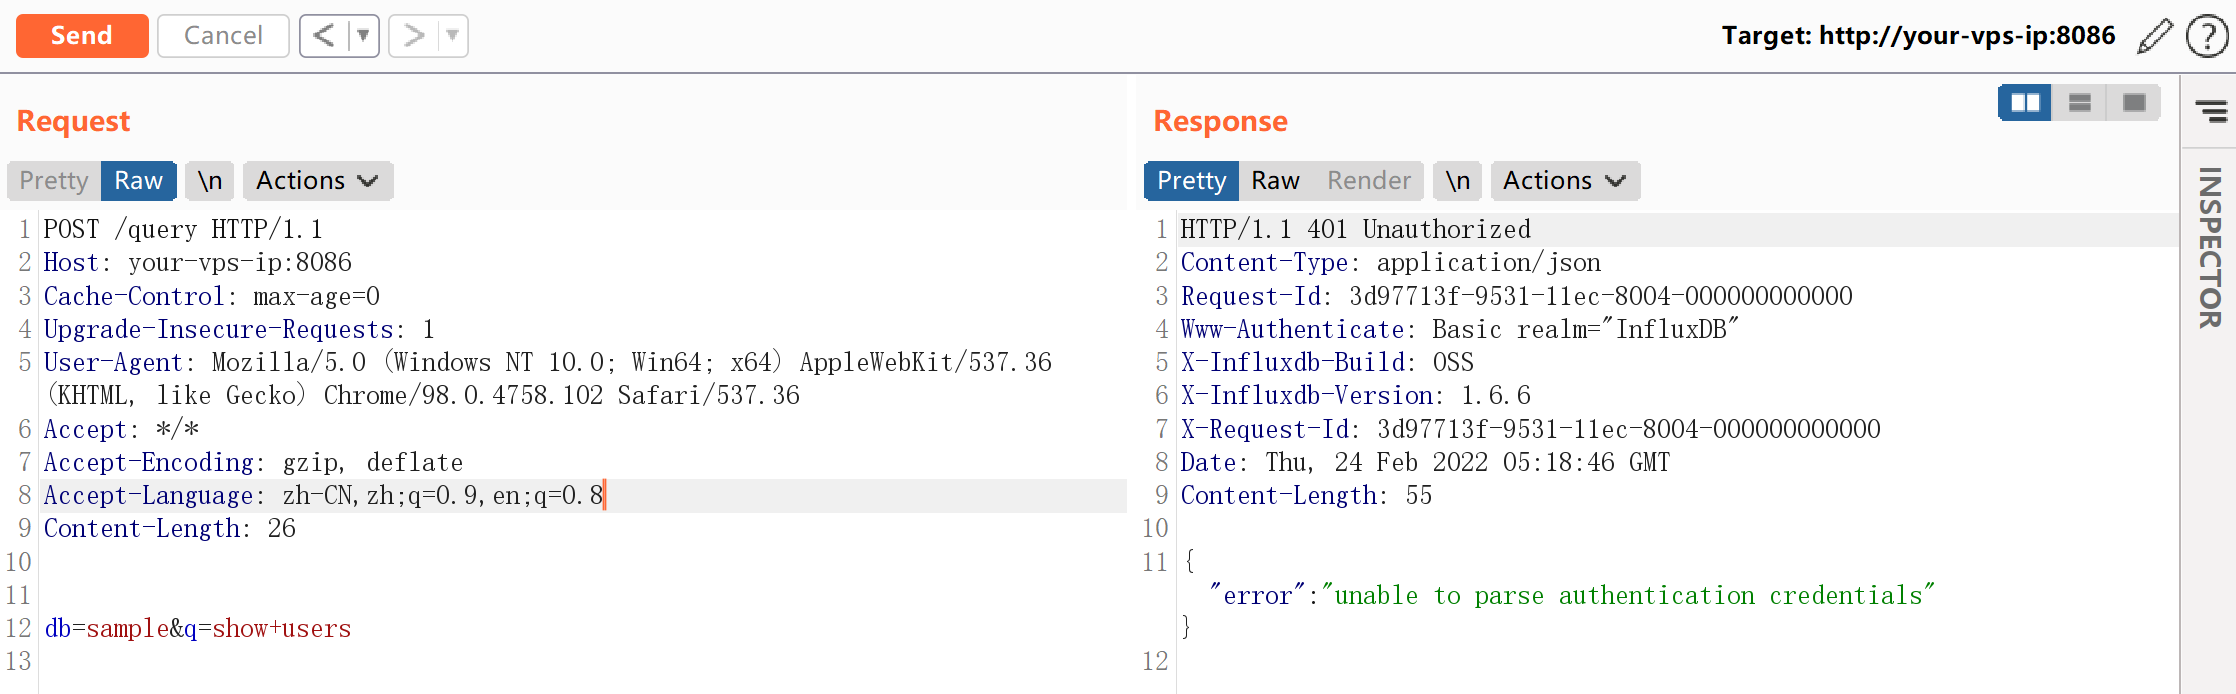 Send Cancel < ▼ > ▼ Target: http://your-vps-ip:8086
Request
Pretty Raw \n Actions
1 POST /query HTTP/1.1
2 Host: your-vps-ip:8086
3 Cache-Control: max-age=0
4 Upgrade-Insecure-Requests: 1
5 User-Agent: Mozilla/5.0 (Windows NT 10.0; Win64; x64) AppleWebKit/537.36
(KHTML, like Gecko) Chrome/98.0.4758.102 Safari/537.36
6 Accept: */*
7 Accept-Encoding: gzip, deflate
8 Accept-Language: zh-CN,zh;q=0.9,en;q=0.8
9 Content-Length: 26
10
11
12 db=sample&q=show+users
13
Response
Pretty Raw Render \n Actions
1 HTTP/1.1 401 Unauthorized
2 Content-Type: application/json
3 Request-Id: 3d97713f-9531-11ec-8004-000000000000
4 Www-Authenticate: Basic realm="InfluxDB"
5 X-Influxdb-Build: OSS
6 X-Influxdb-Version: 1.6.6
7 X-Request-Id: 3d97713f-9531-11ec-8004-000000000000
8 Date: Thu, 24 Feb 2022 05:18:46 GMT
9 Content-Length: 55
10
11 {
"error":"unable to parse authentication credentials"
}
12
INSPECTOR